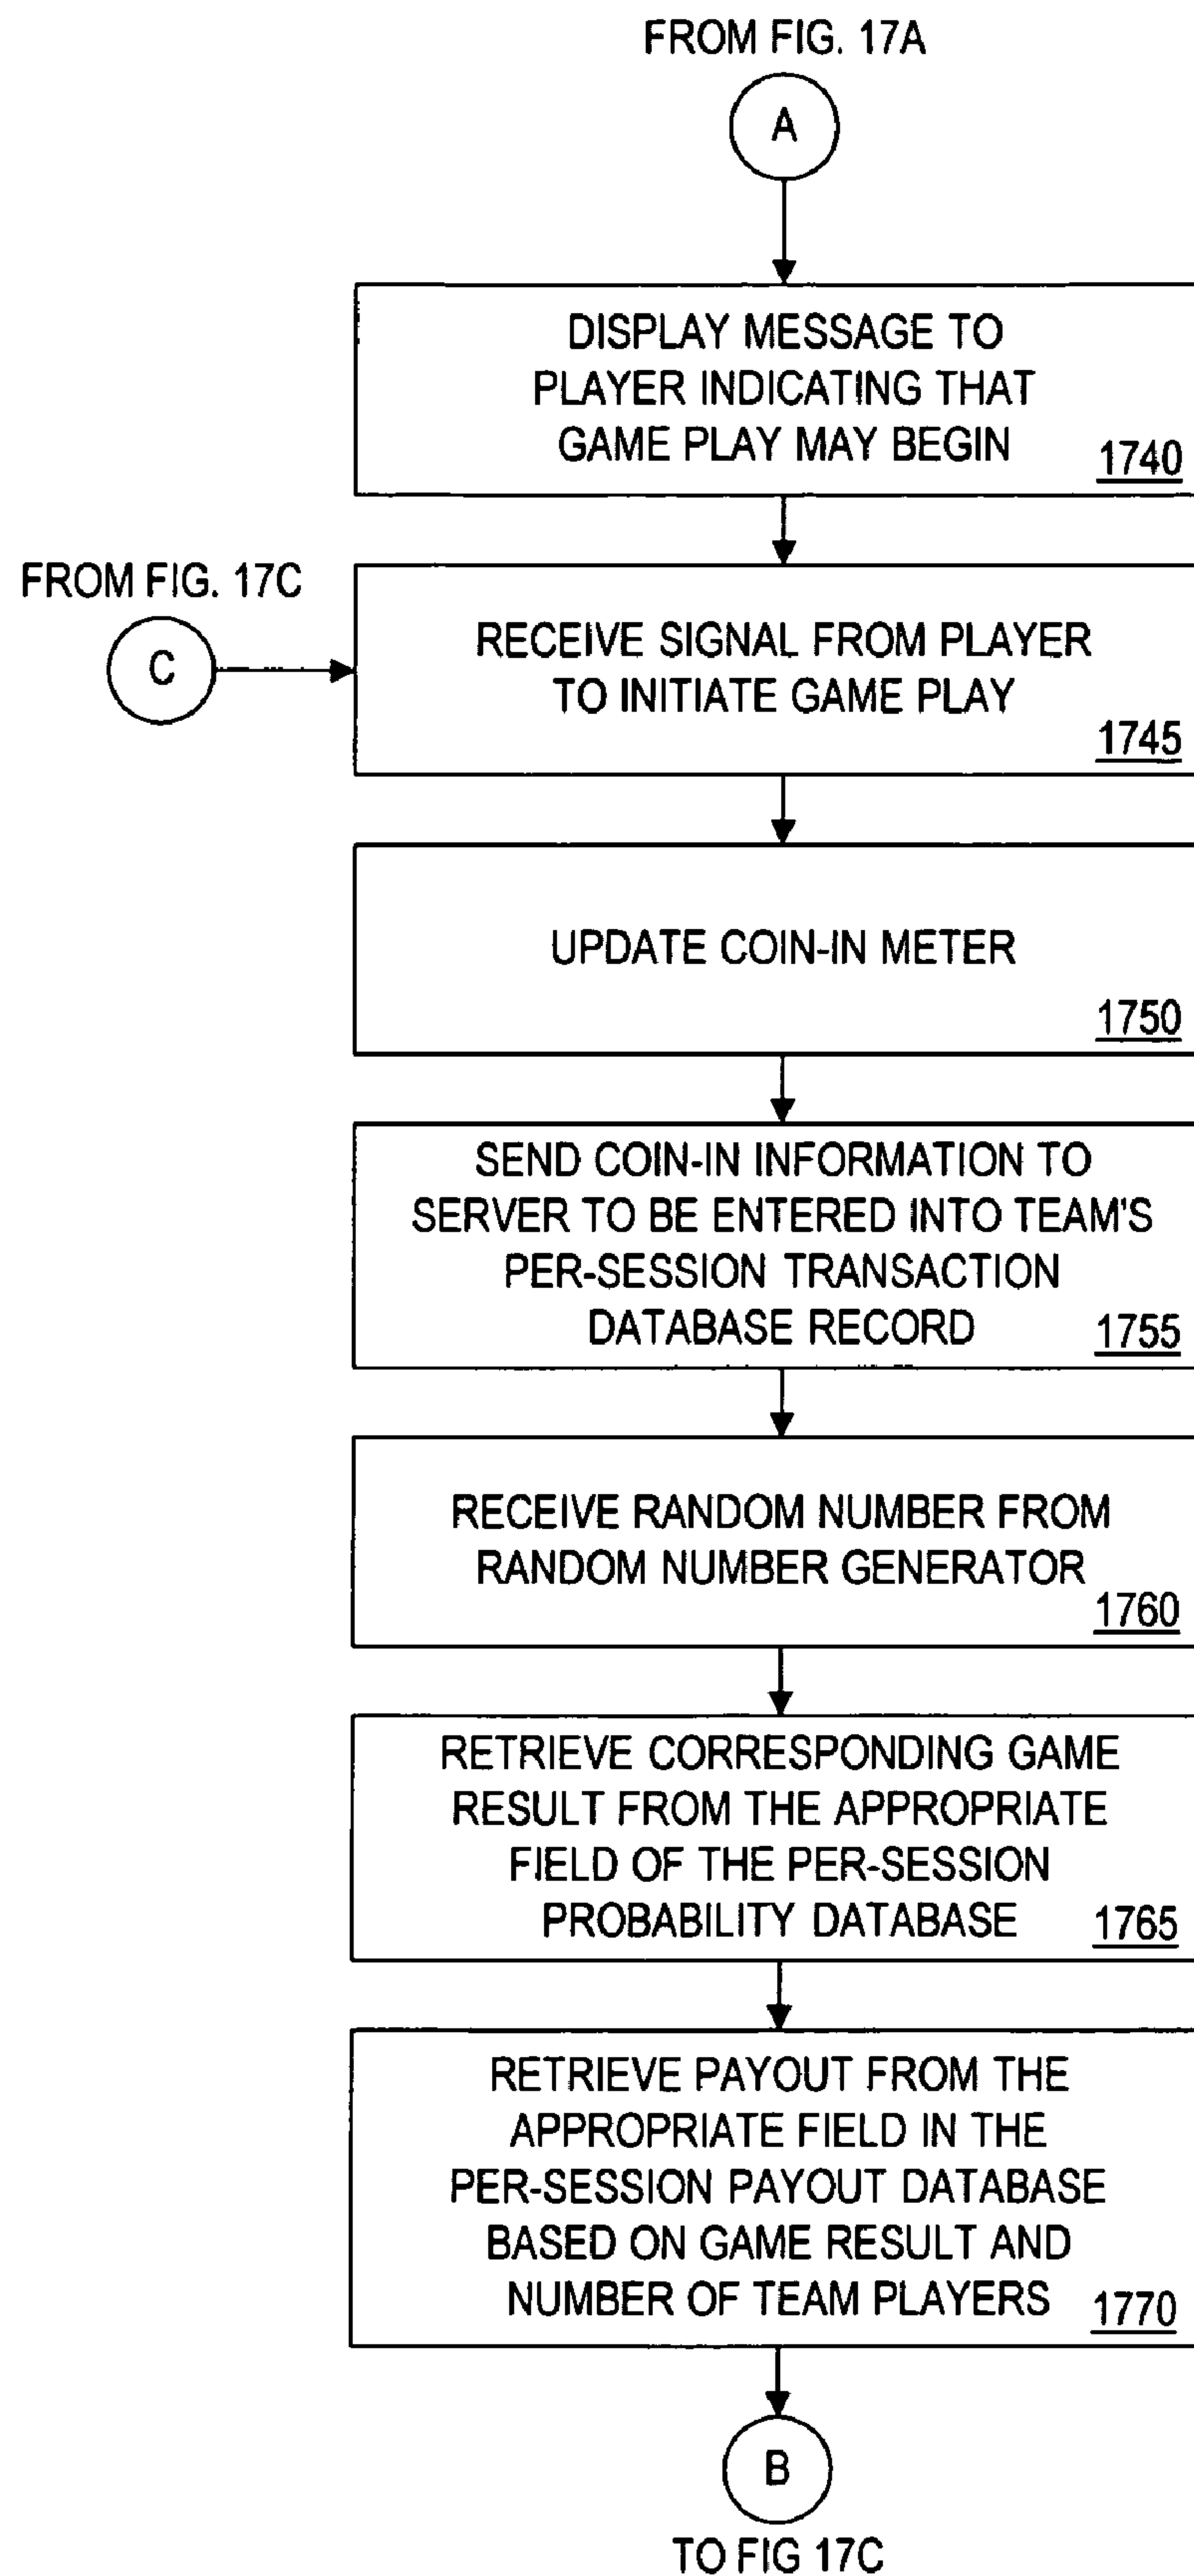 FROM FIG. 17A
A
DISPLAY MESSAGE TO
PLAYER INDICATING THAT
GAME PLAY MAY BEGIN
1740
FROM FIG. 17C
C
RECEIVE SIGNAL FROM PLAYER
TO INITIATE GAME PLAY
1745
UPDATE COIN-IN METER
1750
SEND COIN-IN INFORMATION TO
SERVER TO BE ENTERED INTO TEAM'S
PER-SESSION TRANSACTION
DATABASE RECORD
1755
RECEIVE RANDOM NUMBER FROM
RANDOM NUMBER GENERATOR
1760
RETRIEVE CORRESPONDING GAME
RESULT FROM THE APPROPRIATE
FIELD OF THE PER-SESSION
PROBABILITY DATABASE
1765
RETRIEVE PAYOUT FROM THE
APPROPRIATE FIELD IN THE
PER-SESSION PAYOUT DATABASE
BASED ON GAME RESULT AND
NUMBER OF TEAM PLAYERS
1770
B
TO FIG 17C